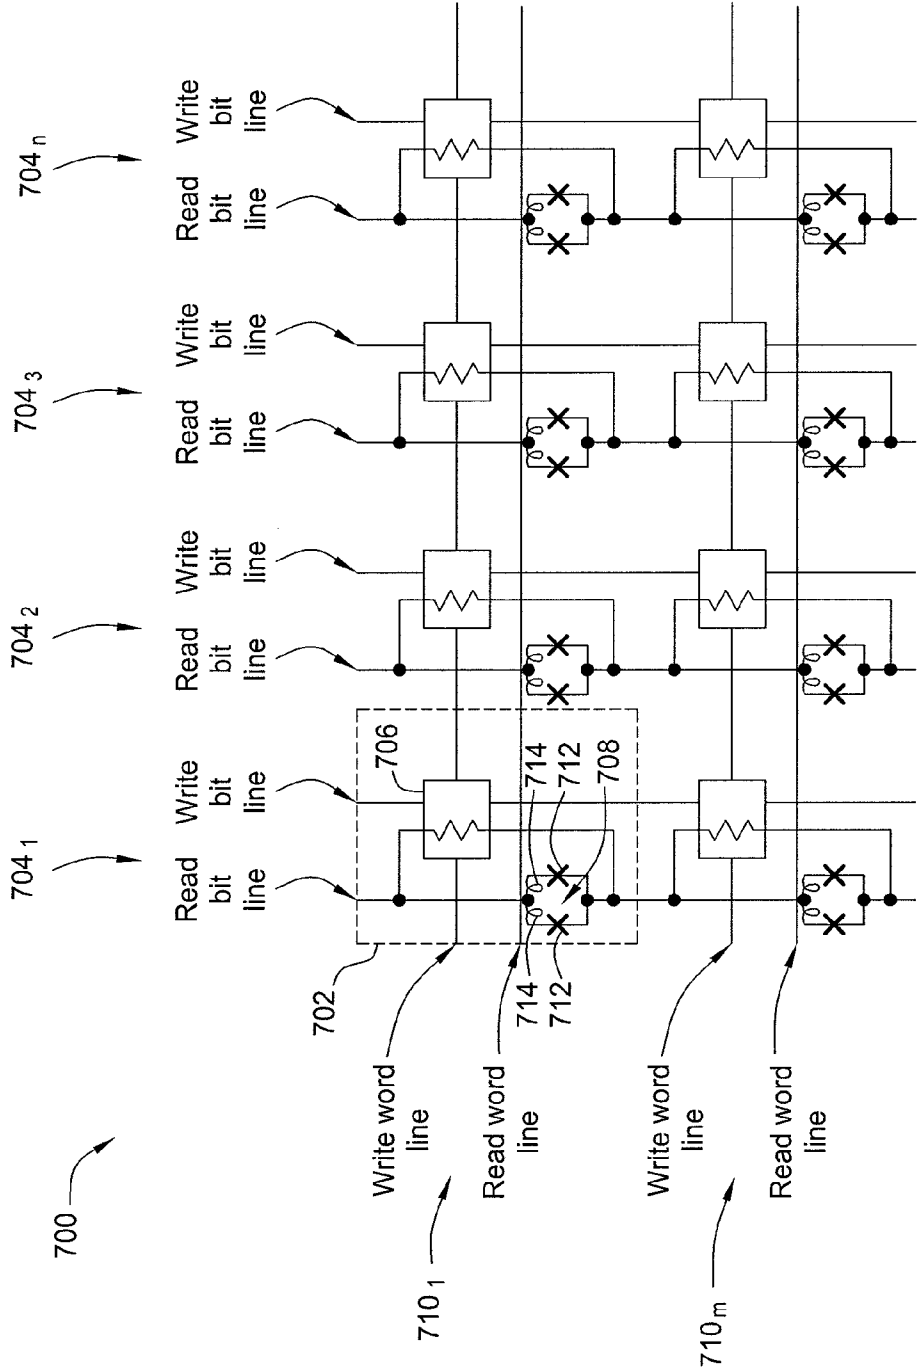 704 1
704 2
704 3
704 n
700
Read
bit
line
Write
bit
line
Read
bit
line
Write
bit
line
Read
bit
line
Write
bit
line
Read
bit
line
Write
bit
line
702
706
Write word
line
710 1
Read word
line
714
714
712
712
708
Write word
line
710 m
Read word
line